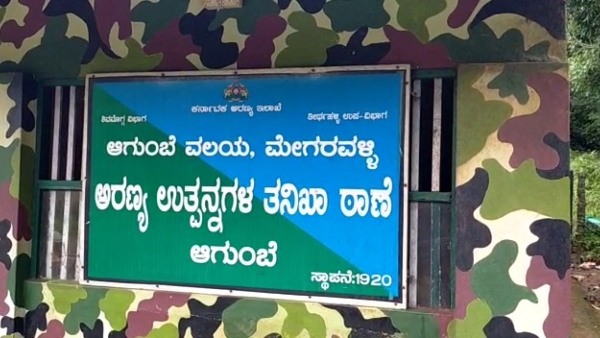 ಕರ್ನಾಟಕ ಅರಣ್ಯ ಇಲಾಖೆ
ಶಿವಮೊಗ್ಗ ವಿಭಾಗ ತೀರ್ಥಹಳ್ಳಿ ಉಪ-ವಿಭಾಗ
ಆಗುಂಬೆ ವಲಯ, ಮೇಗರವಳ್ಳಿ
ಅರಣ್ಯ ಉತ್ಪನ್ನಗಳ ತನಿಖಾ ಠಾಣೆ
ಆಗುಂಬೆ
ಸ್ಥಾಪನೆ:1920